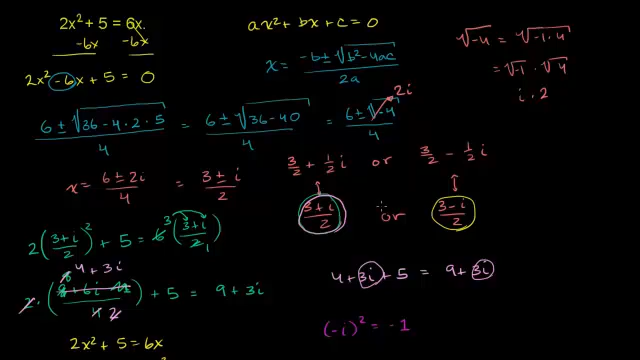 2x² + 5 = 6x.
-6x -6x
2x² -6x + 5 = 0
ax² + bx + c = 0
x = (-b ± √(b² - 4ac))/2a
√-4 = √(-1 · 4)
= √-1 · √4
i · 2
(6 ± √(36 - 4 · 2 · 5))/4 = (6 ± √(36 - 40))/4 = (6 ± √-4)/4
2i
x = (6 ± 2i)/4 = (3 ± i)/2
3/2 + 1/2 i or 3/2 - 1/2 i
(3 + i)/2 or (3 - i)/2
2((3 + i)/2)² + 5 = 6 ((3 + i)/2)
3
1
4 + 3i
2 · ( )+ 5 = 9 + 3i
2
4 + 3i + 5 = 9 + 3i
(-i)² = -1
2x² + 5 = 6x